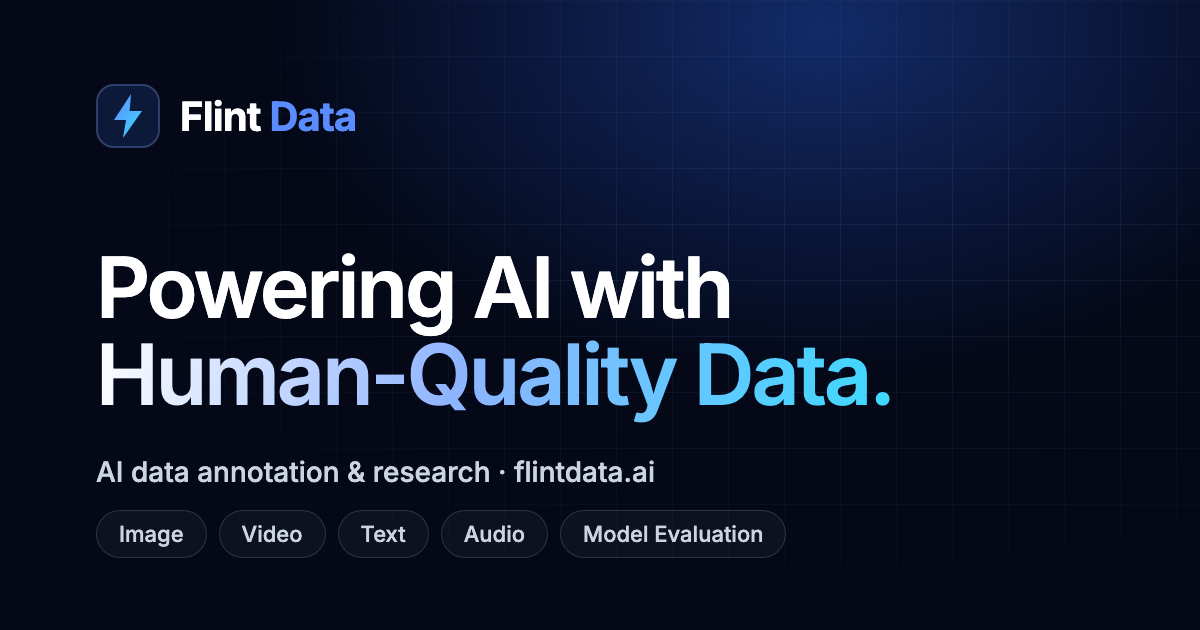 Flint Data
Powering AI with
Human-Quality Data.
AI data annotation & research · flintdata.ai
Image Video Text Audio Model Evaluation